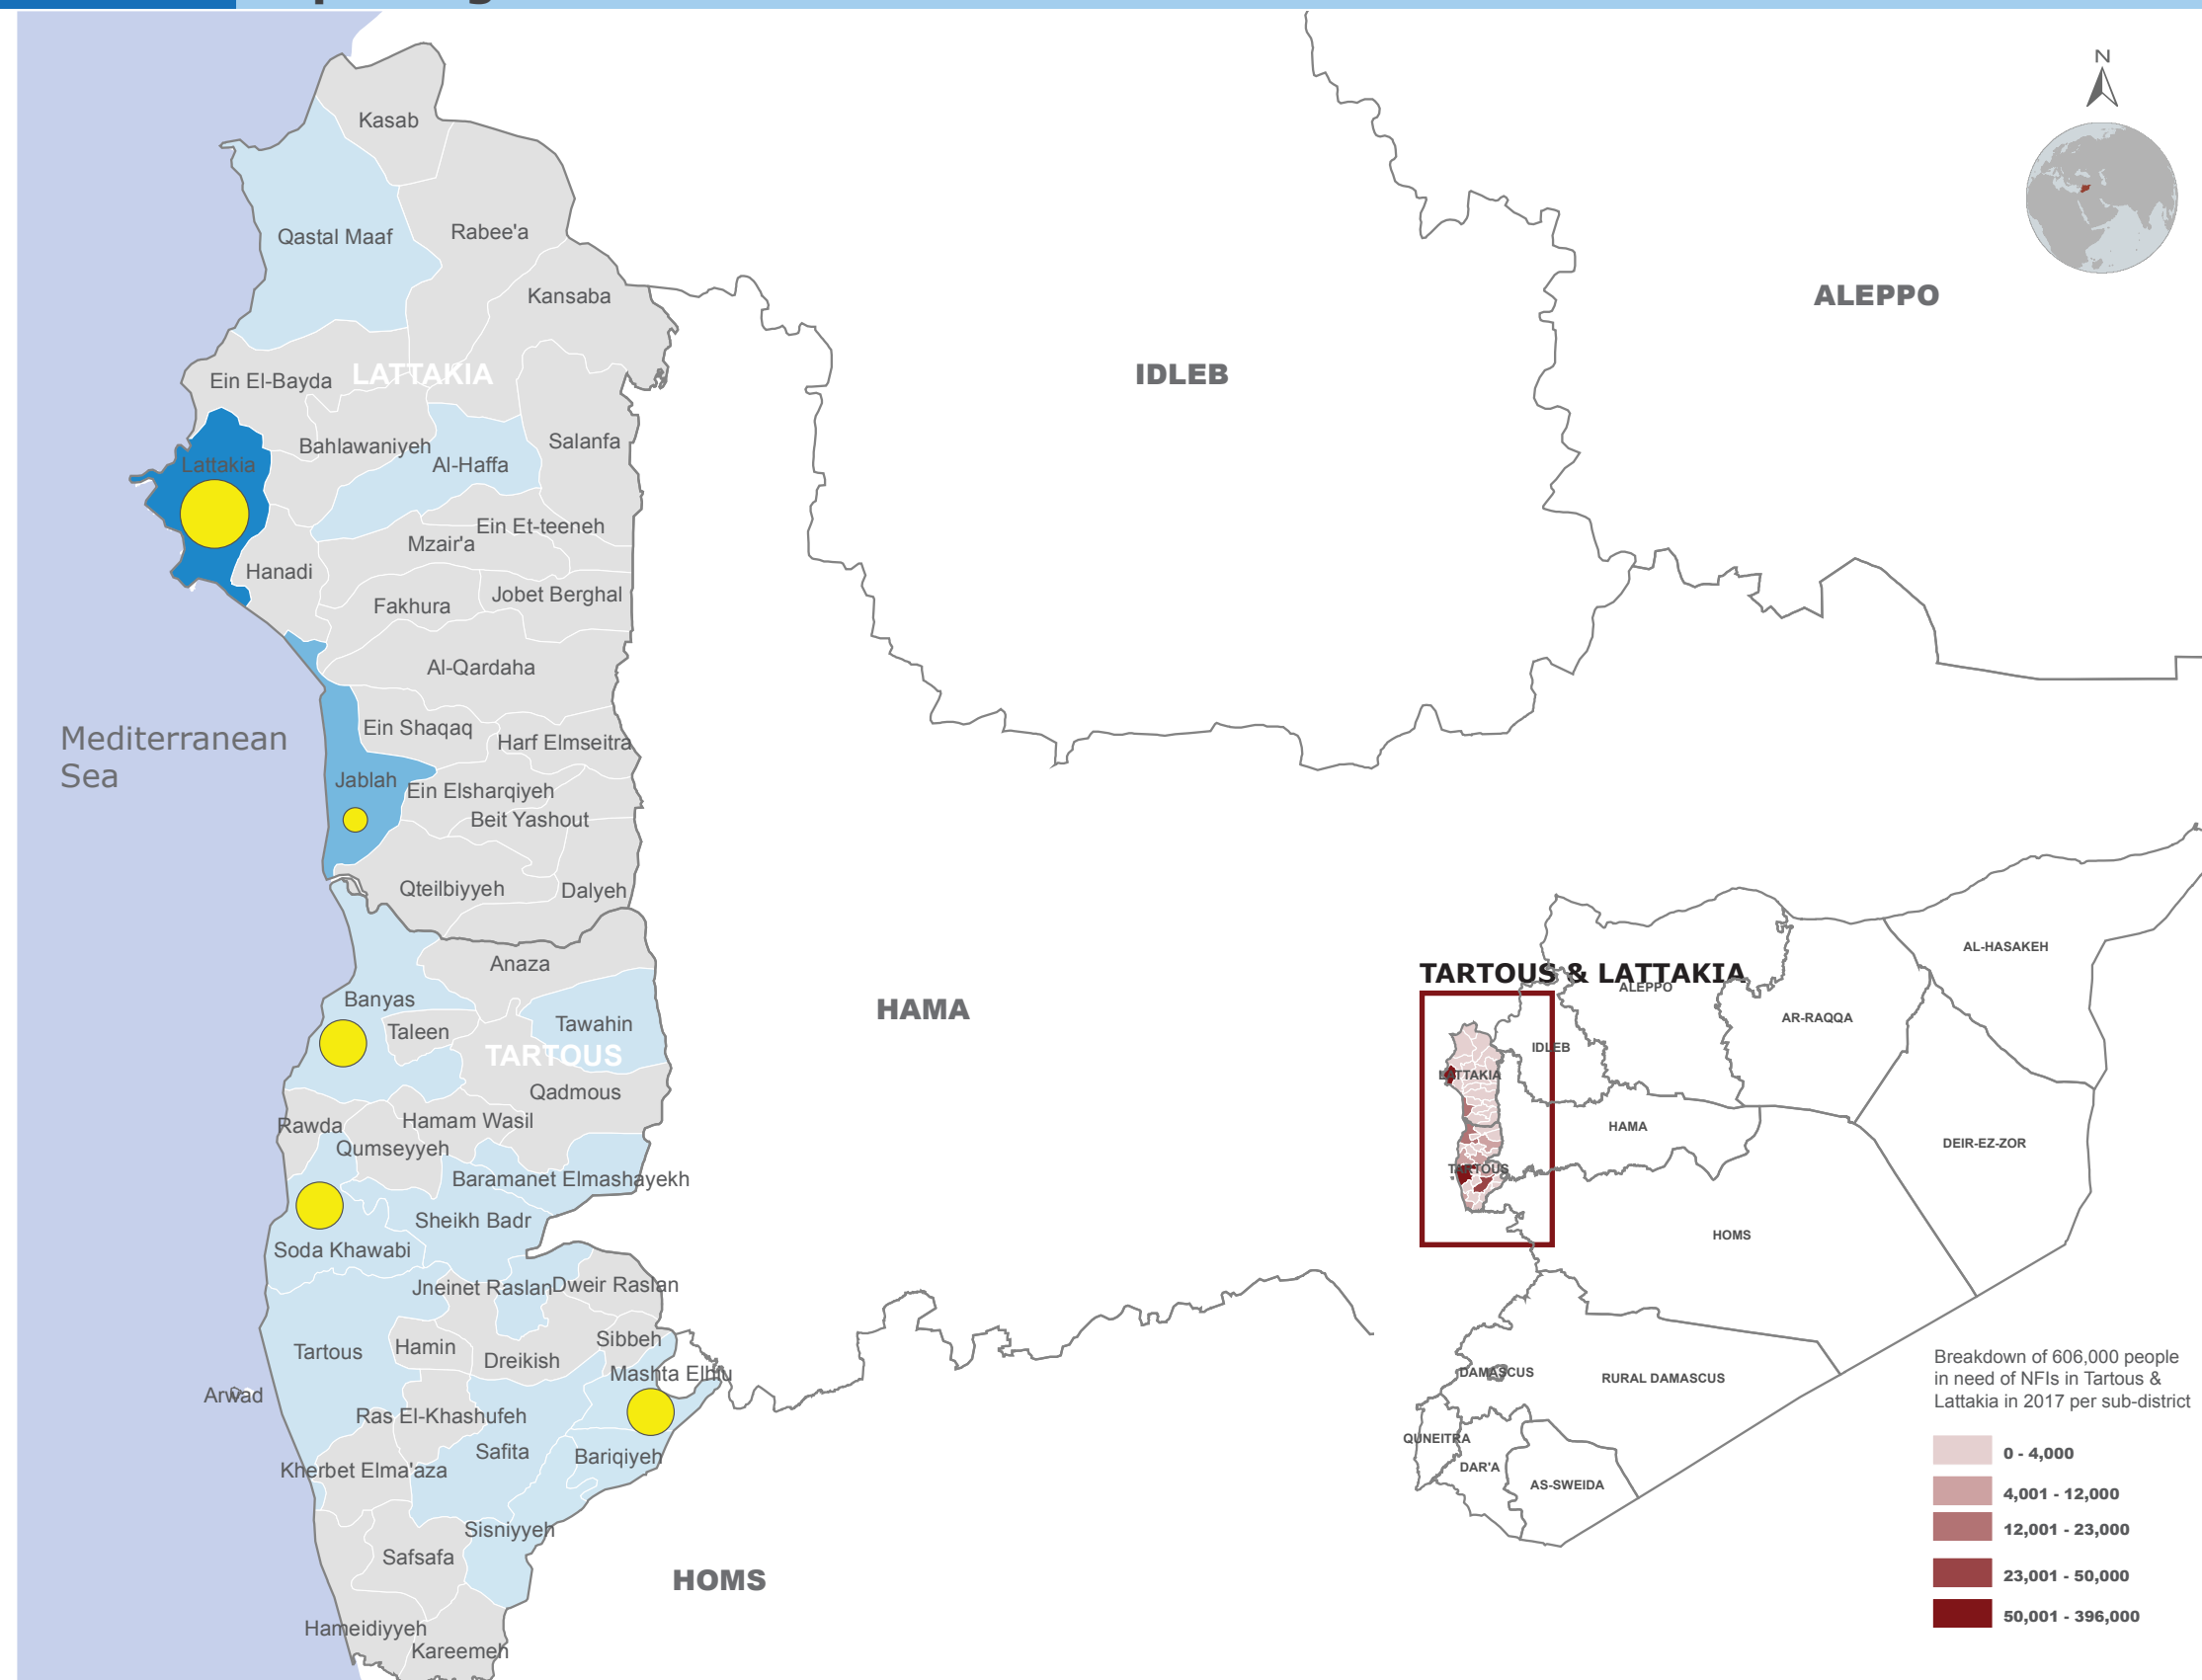 N
Kasab
Qastal Maaf
Rabee'a
Kansaba
ALEPPO
IDLEB
LATTAKIA
Ein El-Bayda
Bahlawaniyeh
Salanfa
Lattakia
Al-Haffa
Ein Et-teeneh
Mzair'a
Hanadi
Jobet Berghal
Fakhura
Al-Qardaha
Ein Shaqaq
Harf Elmseitra
Mediterranean
Sea
Jablah
Ein Elsharqiyeh
Beit Yashout
Qteilbiyyeh
Dalyeh
Anaza
Banyas
Taleen
Tawahin
TARTOUS
HAMA
Qadmous
Rawda
Hamam Wasil
Qumseyyeh
Baramanet Elmashayekh
Sheikh Badr
Soda Khawabi
Jneinet Raslan
Dweir Raslan
Sibbeh
Hamin
Tartous
Dreikish
Mashta Elhlu
Arwad
Ras El-Khashufeh
Safita
Bariqiyeh
Kherbet Elma'aza
Sisniyyeh
Safsafa
HOMS
Hameidiyyeh
Kareemeh
TARTOUS & LATTAKIA
AL-HASAKEH
ALEPPO
AR-RAQQA
IDLEB
LATTAKIA
HAMA
DEIR-EZ-ZOR
TARTOUS
HOMS
DAMASCUS
RURAL DAMASCUS
QUNEITRA
DAR'A
AS-SWEIDA
Breakdown of 606,000 people
in need of NFIs in Tartous &
Lattakia in 2017 per sub-district
0 - 4,000
4,001 - 12,000
12,001 - 23,000
23,001 - 50,000
50,001 - 396,000